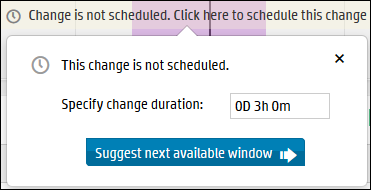 Change is not scheduled. Click here to schedule this change
This change is not scheduled.
Specify change duration: 0D 3h 0m
Suggest next available window